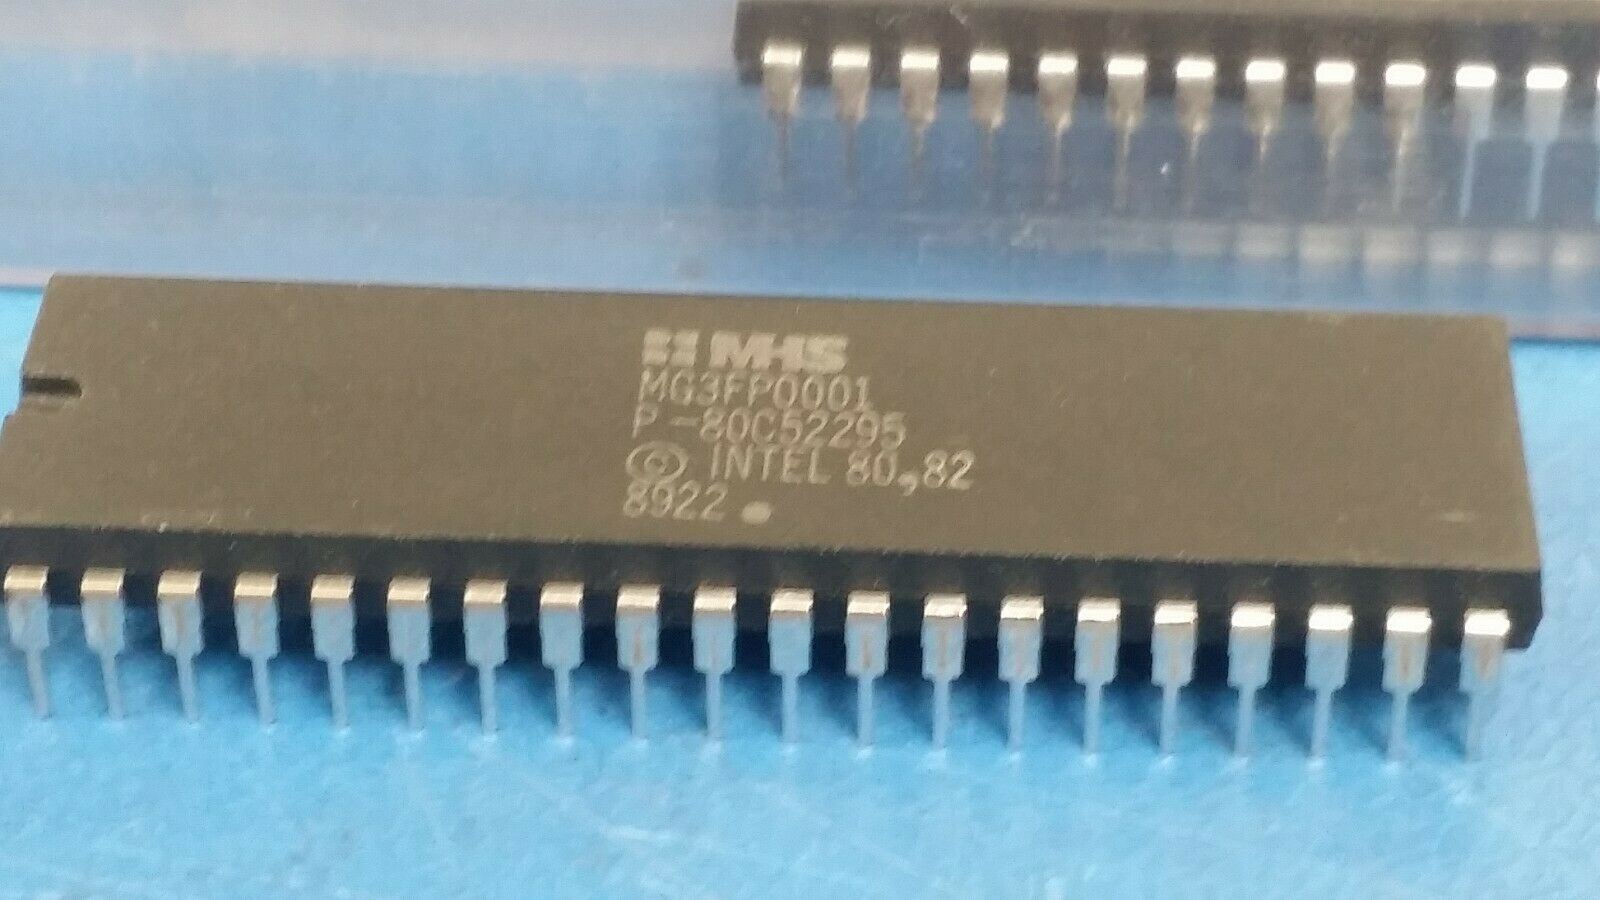 MHS
MG3FP0001
P-80C52295
© INTEL 80,82
8922